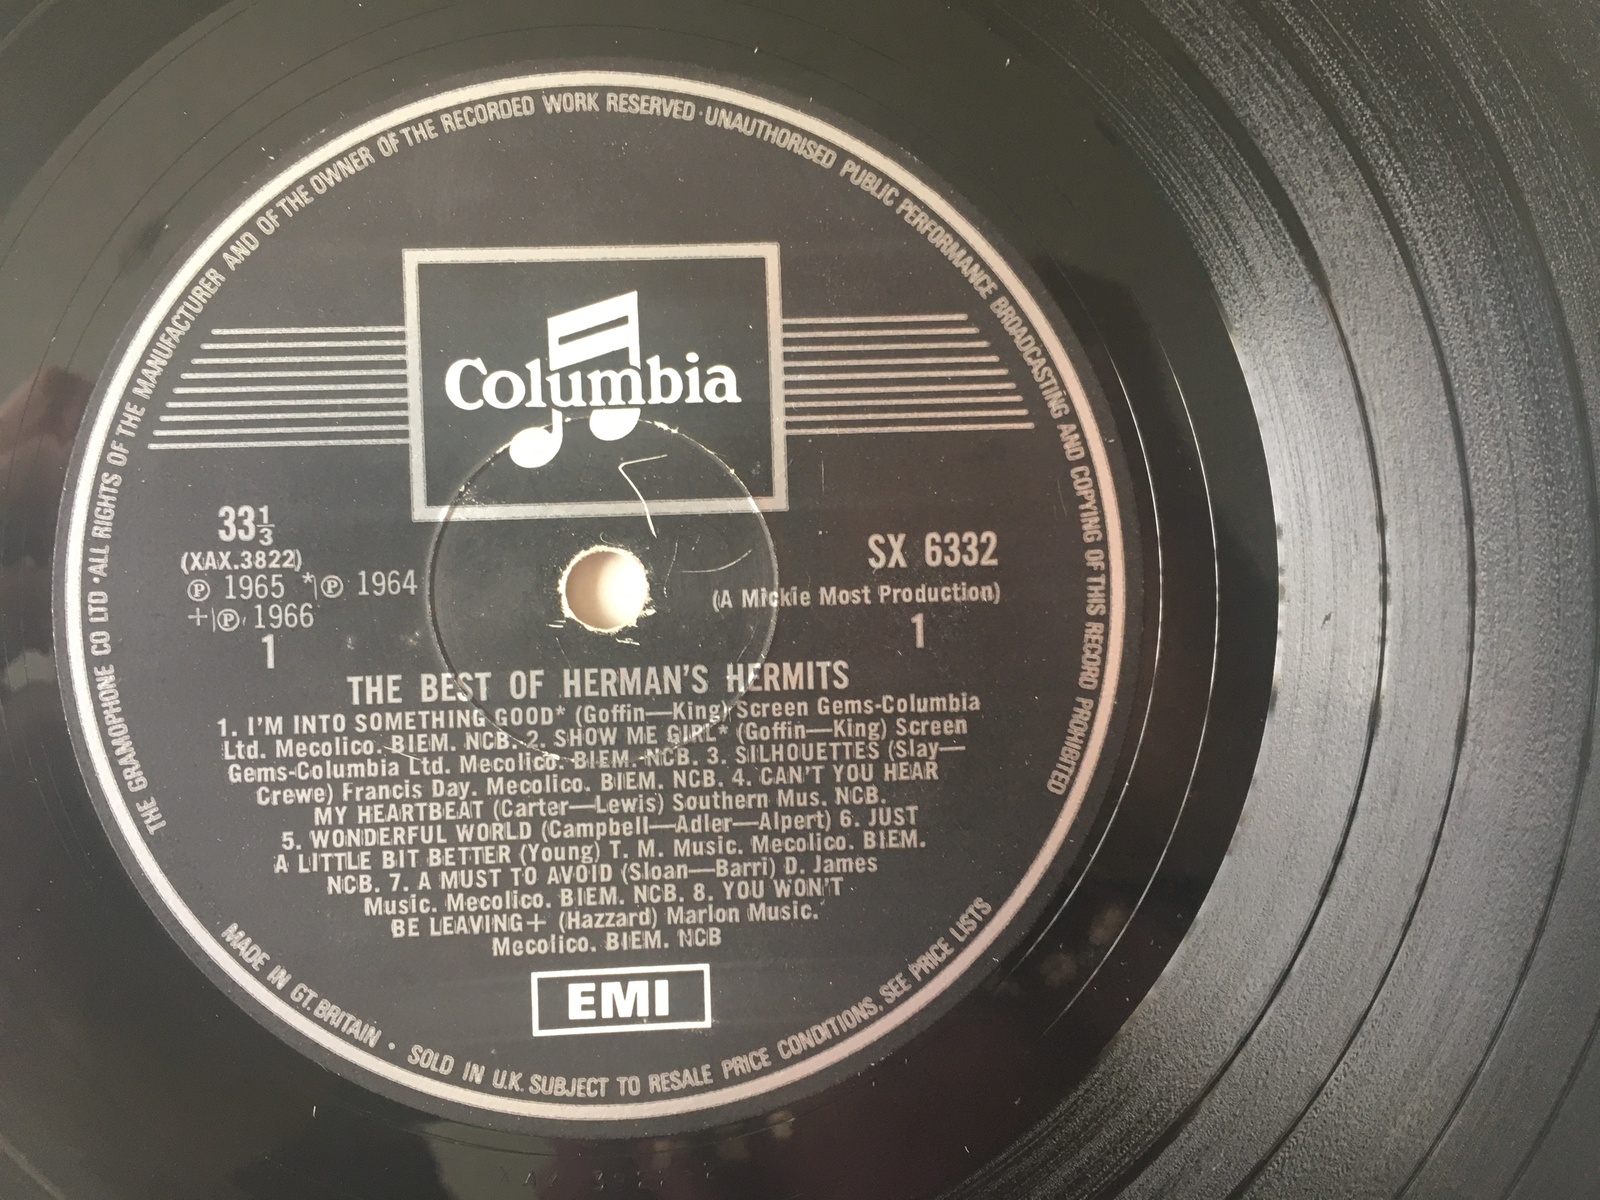 THE GRAMOPHONE CO LTD · ALL RIGHTS OF THE MANUFACTURER AND OF THE OWNER OF THE RECORDED WORK RESERVED · UNAUTHORISED PUBLIC PERFORMANCE BROADCASTING AND COPYING OF THIS RECORD PROHIBITED
Columbia
33⅓
(XAX.3822)
℗ 1965 *℗ 1964
+℗ 1966
1
SX 6332
(A Mickie Most Production)
1
THE BEST OF HERMAN'S HERMITS
1. I'M INTO SOMETHING GOOD* (Goffin—King) Screen Gems-Columbia
Ltd. Mecolico. BIEM. NCB. 2. SHOW ME GIRL* (Goffin—King) Screen
Gems-Columbia Ltd. Mecolico. BIEM. NCB. 3. SILHOUETTES (Slay—
Crewe) Francis Day. Mecolico. BIEM. NCB. 4. CAN'T YOU HEAR
MY HEARTBEAT (Carter—Lewis) Southern Mus. NCB.
5. WONDERFUL WORLD (Campbell—Adler—Alpert) 6. JUST
A LITTLE BIT BETTER (Young) T. M. Music. Mecolico. BIEM.
NCB. 7. A MUST TO AVOID (Sloan—Barri) D. James
Music. Mecolico. BIEM. NCB. 8. YOU WON'T
BE LEAVING+ (Hazzard) Marlon Music.
Mecolico. BIEM. NCB
EMI
MADE IN GT. BRITAIN · SOLD IN U.K. SUBJECT TO RESALE PRICE CONDITIONS, SEE PRICE LISTS